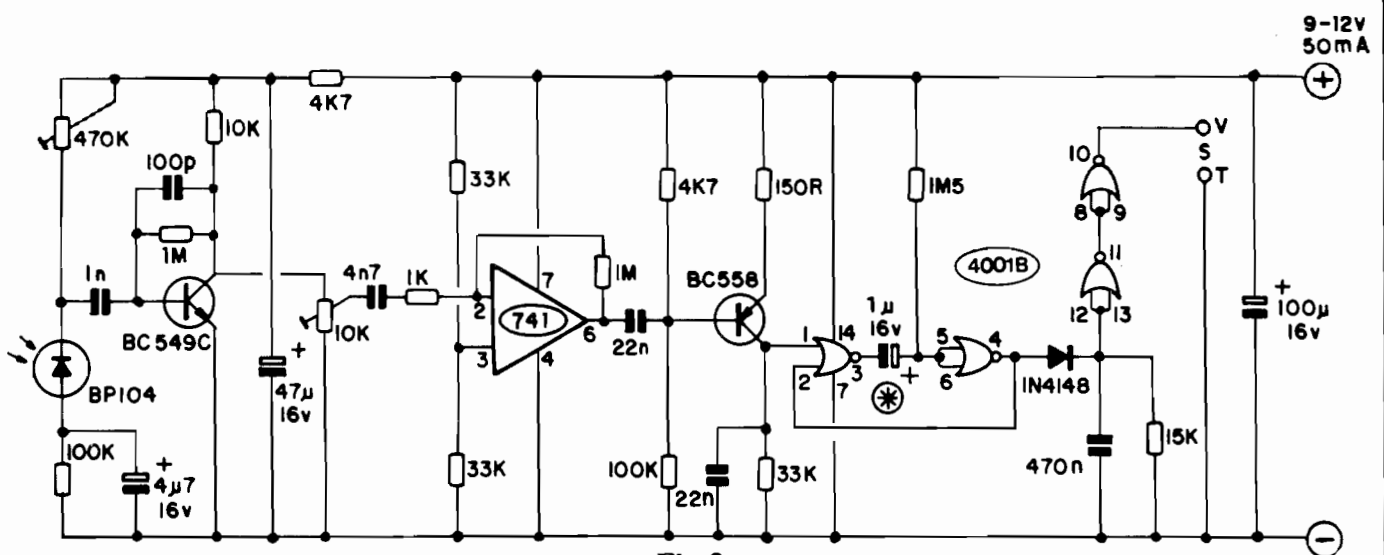 9-12v
50mA
+
4K7
470K
10K
100p
33K
4K7
150R
1M5
10
V
S
T
8
9
1M
1n
4n7
1K
1M
BC558
4001B
11
+
100µ
16v
2
7
741
6
3
4
BC549C
10K
22n
1µ
16v
1
14
2
3
7
+
5
6
4
12
13
1N4148
BP104
+
47µ
16v
100K
+
4µ7
16v
33K
100K
22n
33K
470n
15K
−